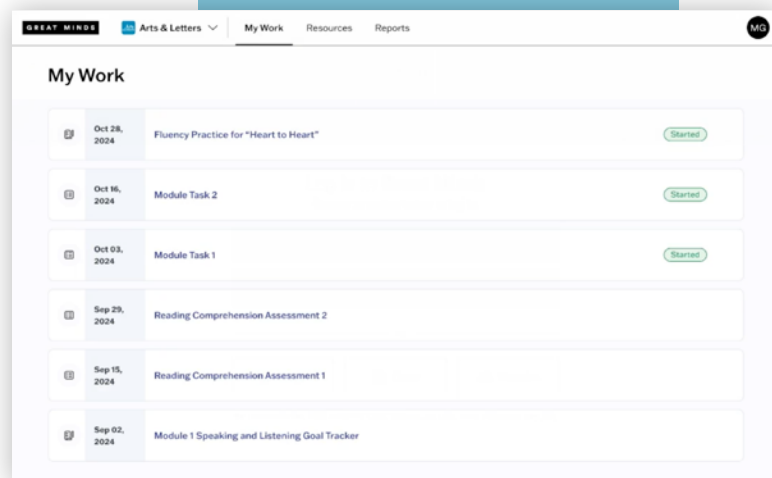 GREAT MINDS
Arts & Letters
My Work
Resources
Reports
MG
My Work
Oct 28,
2024
Fluency Practice for "Heart to Heart"
Started
Oct 16,
2024
Module Task 2
Started
Oct 03,
2024
Module Task 1
Started
Sep 29,
2024
Reading Comprehension Assessment 2
Sep 15,
2024
Reading Comprehension Assessment 1
Sep 02,
2024
Module 1 Speaking and Listening Goal Tracker